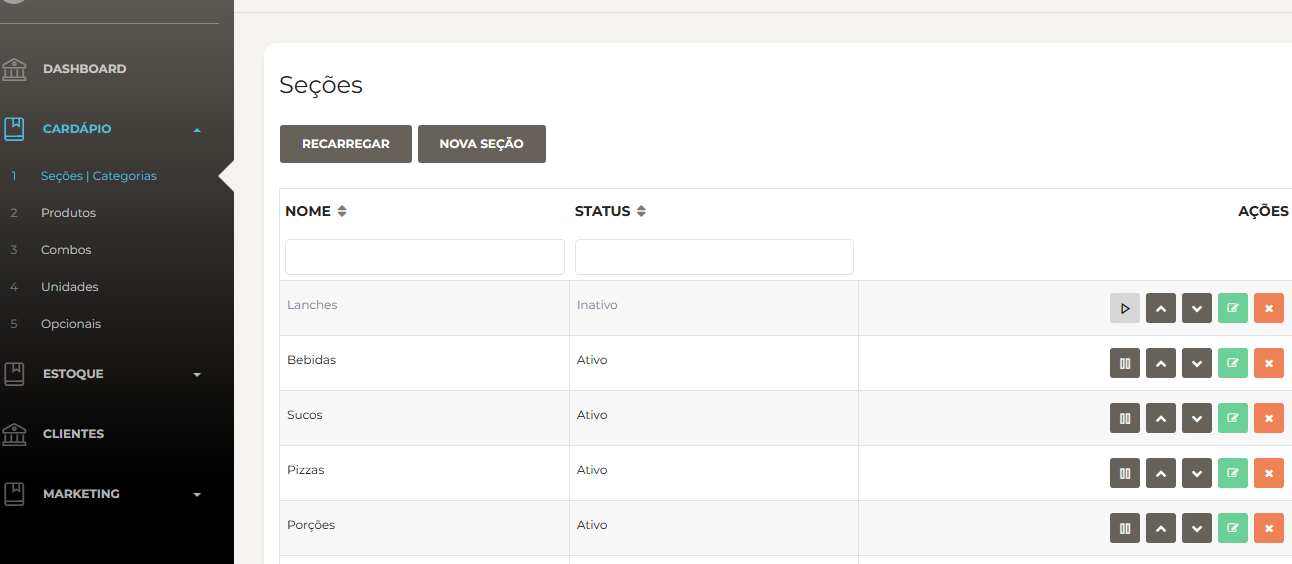 DASHBOARD
CARDÁPIO
1 Seções | Categorias
2 Produtos
3 Combos
4 Unidades
5 Opcionais
ESTOQUE
CLIENTES
MARKETING
Seções
RECARREGAR NOVA SEÇÃO
NOME STATUS AÇÕES
Lanches Inativo
Bebidas Ativo
Sucos Ativo
Pizzas Ativo
Porções Ativo